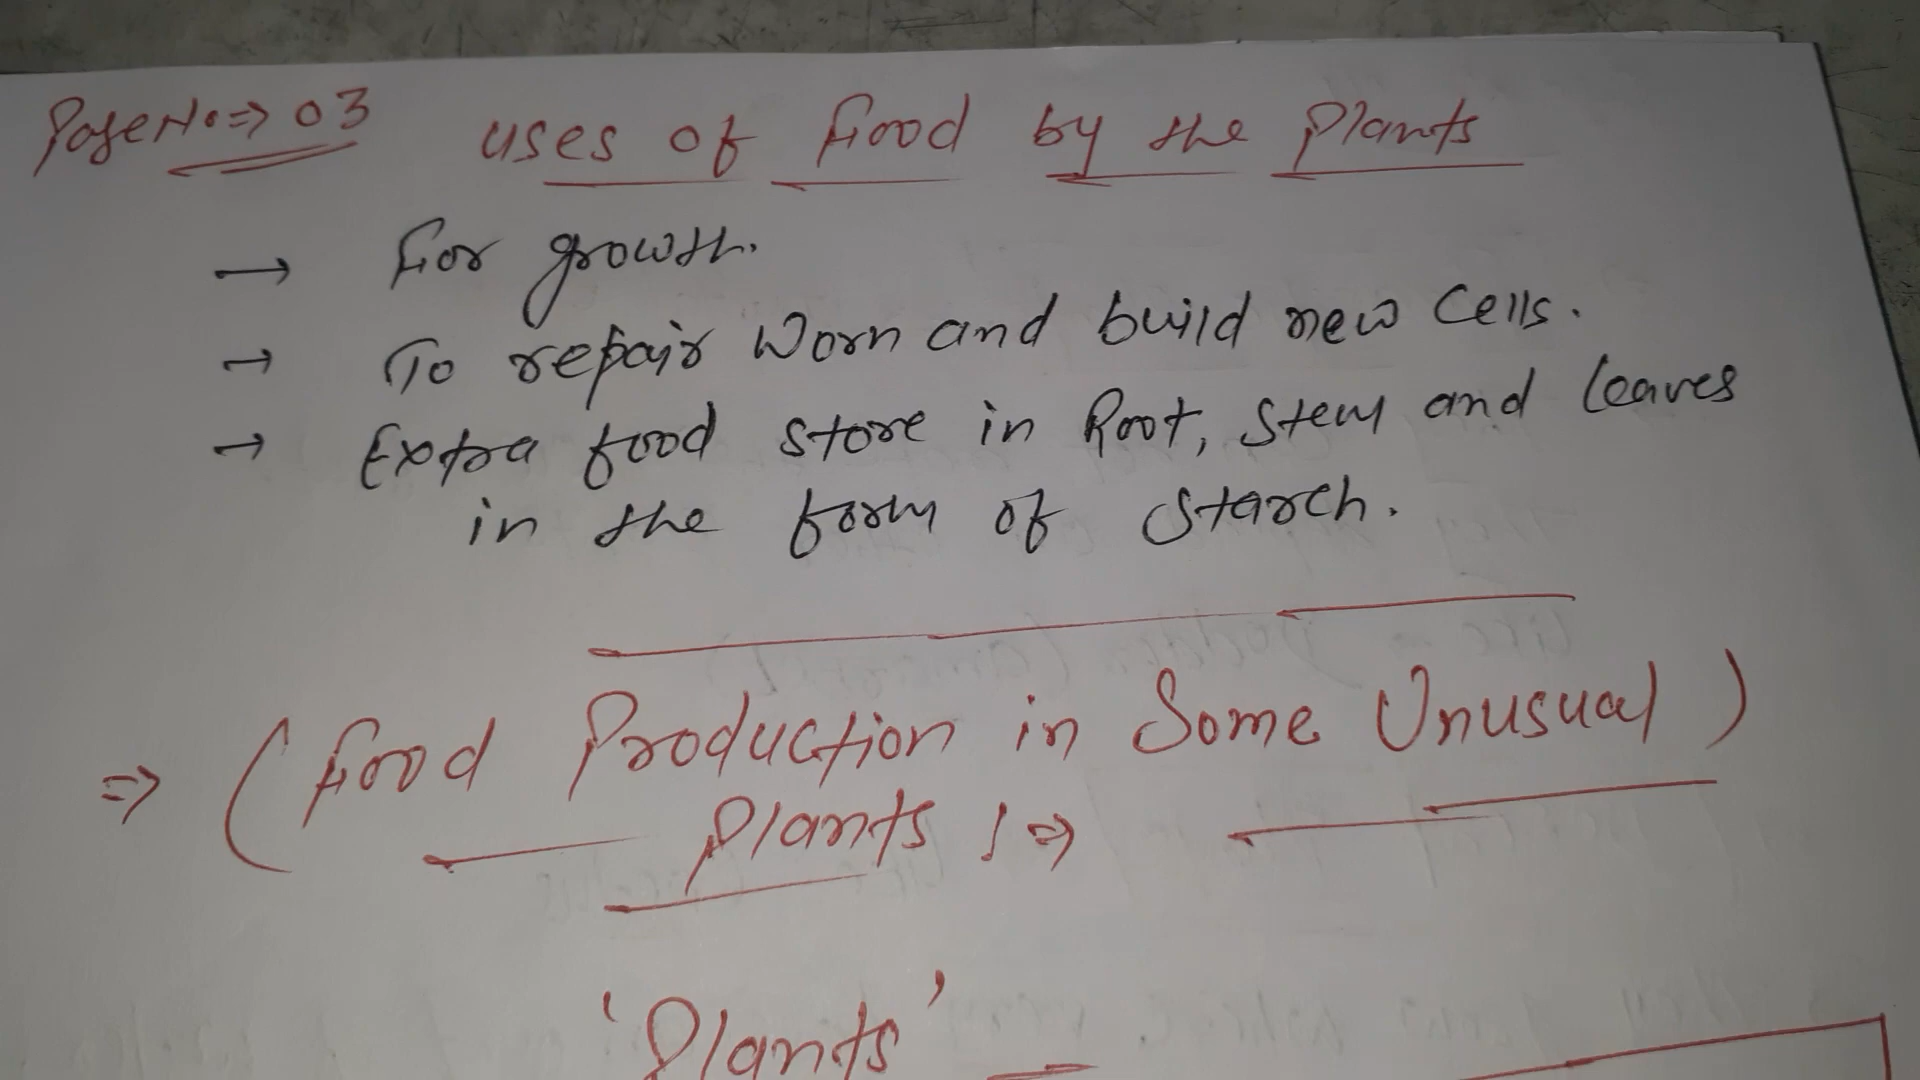 Page No => 03 uses of Food by the Plants
→ For growth.
→ To repair Worn and build new Cells.
→ Extra food store in Root, Stem and leaves
in the form of Starch.
=> ( Food Production in Some Unusual )
Plants : =>
'Plants'